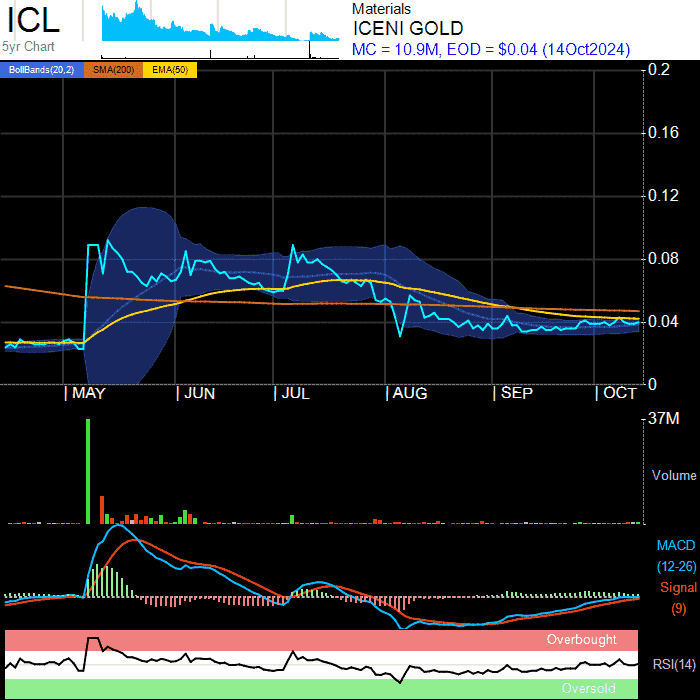 ICL
5yr Chart
Materials
ICENI GOLD
MC = 10.9M, EOD = $0.04 (14Oct2024)
BollBands(20,2) SMA(200) EMA(50)
0.2
0.16
0.12
0.08
0.04
0
| MAY | JUN | JUL | AUG | SEP | OCT
37M
Volume
MACD
(12-26)
Signal
(9)
Overbought
RSI(14)
Oversold